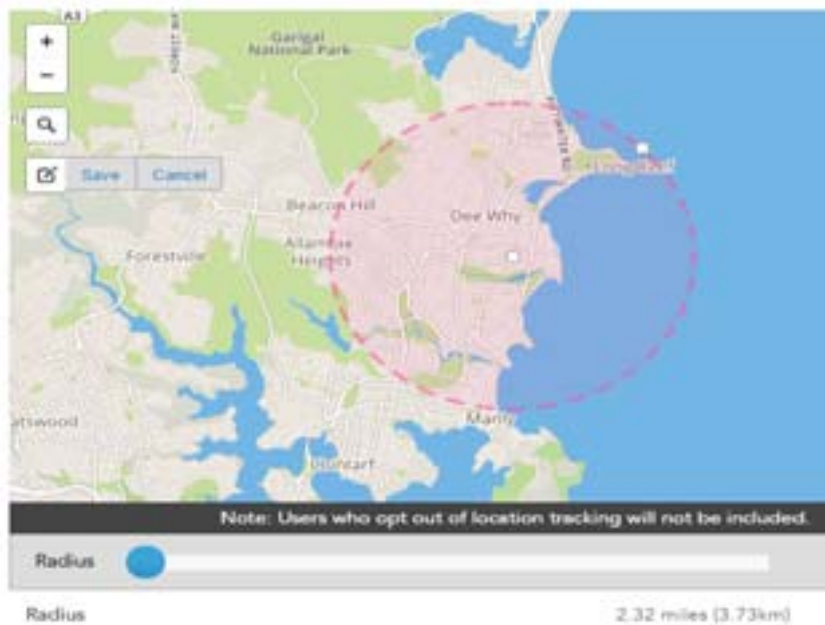 A3
+
Garigal
National Park
−
Save
Cancel
Beacon Hill
Dee Why
Allambie
Heights
Forestville
Manly
Note: Users who opt out of location tracking will not be included.
Radius
Radius
2.32 miles (3.73km)